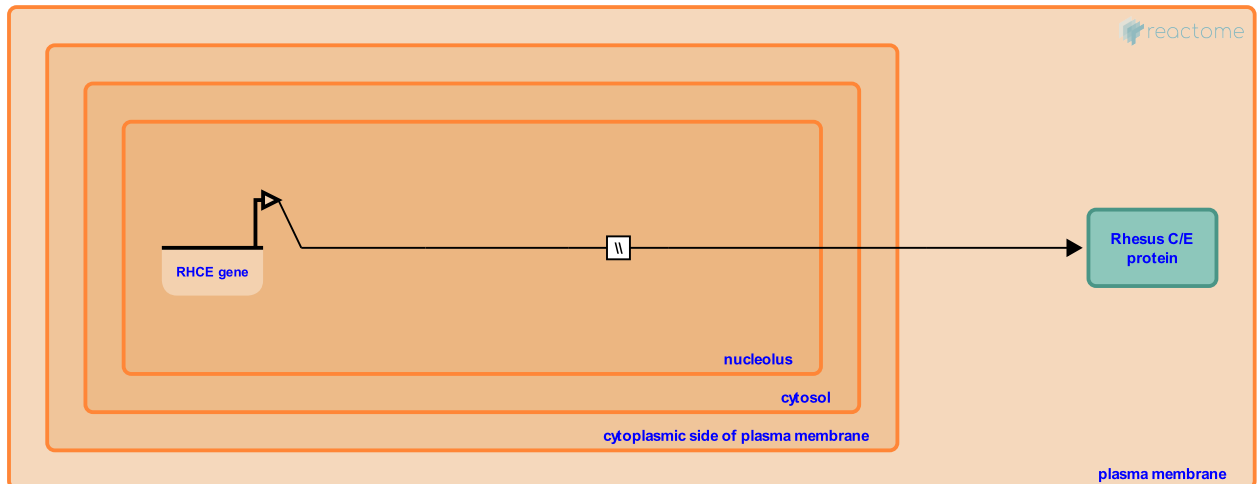 reactome
RHCE gene
\\
Rhesus C/E
protein
nucleolus
cytosol
cytoplasmic side of plasma membrane
plasma membrane